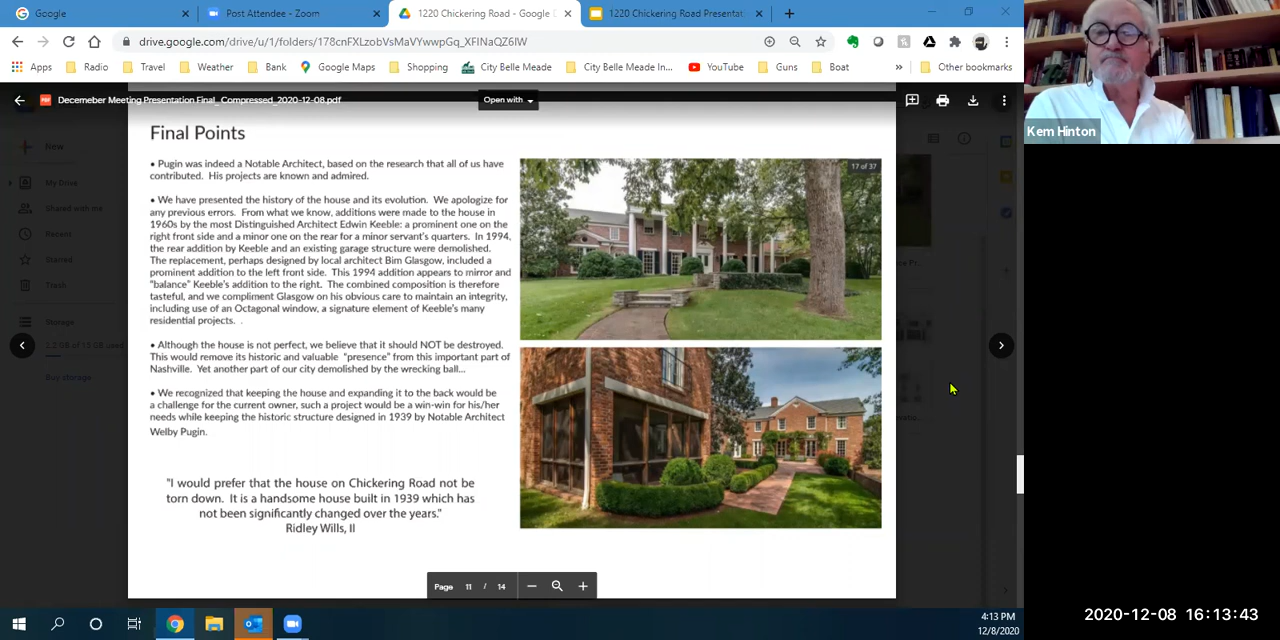 Google
Post Attendee - Zoom
1220 Chickering Road - Google D
1220 Chickering Road Presentati
drive.google.com/drive/u/1/folders/178cnFXLzobVsMaVYwwpGq_XFINaQZ6IW
Apps
Radio
Travel
Weather
Bank
Google Maps
Shopping
City Belle Meade
City Belle Meade In...
YouTube
Guns
Boat
»
Other bookmarks
Decemeber Meeting Presentation Final_ Compressed_2020-12-08.pdf
Open with
Kem Hinton
New
My Drive
Shared with me
Recent
Starred
Trash
Storage
Buy storage
Final Points
• Pugin was indeed a Notable Architect, based on the research that all of us have
contributed. His projects are known and admired.
• We have presented the history of the house and its evolution. We apologize for
any previous errors. From what we know, additions were made to the house in
1960s by the most Distinguished Architect Edwin Keeble: a prominent one on the
right front side and a minor one on the rear for a minor servant's quarters. In 1994,
the rear addition by Keeble and an existing garage structure were demolished.
The replacement, perhaps designed by local architect Bim Glasgow, included a
prominent addition to the left front side. This 1994 addition appears to mirror and
"balance" Keeble's addition to the right. The combined composition is therefore
tasteful, and we compliment Glasgow on his obvious care to maintain an integrity,
including use of an Octagonal window, a signature element of Keeble's many
residential projects. .
• Although the house is not perfect, we believe that it should NOT be destroyed.
This would remove its historic and valuable "presence" from this important part of
Nashville. Yet another part of our city demolished by the wrecking ball...
• We recognized that keeping the house and expanding it to the back would be
a challenge for the current owner, such a project would be a win-win for his/her
needs while keeping the historic structure designed in 1939 by Notable Architect
Welby Pugin.
"I would prefer that the house on Chickering Road not be
torn down. It is a handsome house built in 1939 which has
not been significantly changed over the years."
Ridley Wills, II
17 of 37
Page 11 / 14
4:13 PM
12/8/2020
2020-12-08 16:13:43